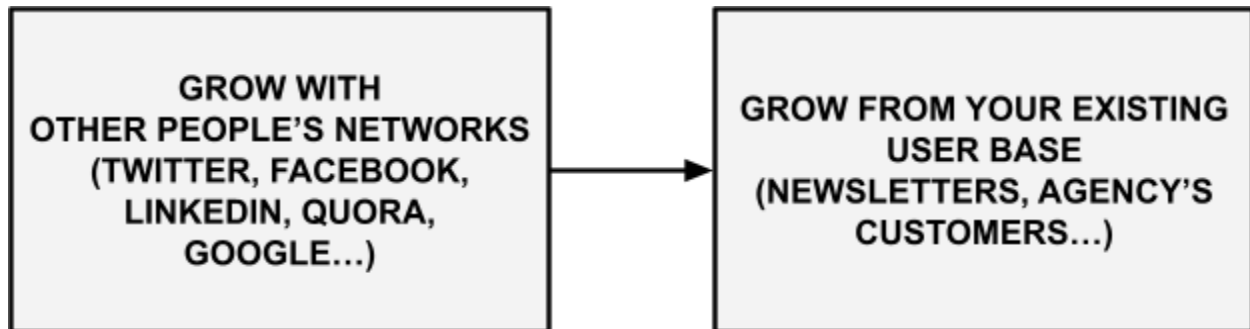 GROW WITH
OTHER PEOPLE’S NETWORKS
(TWITTER, FACEBOOK,
LINKEDIN, QUORA,
GOOGLE…)
GROW FROM YOUR EXISTING
USER BASE
(NEWSLETTERS, AGENCY’S
CUSTOMERS…)